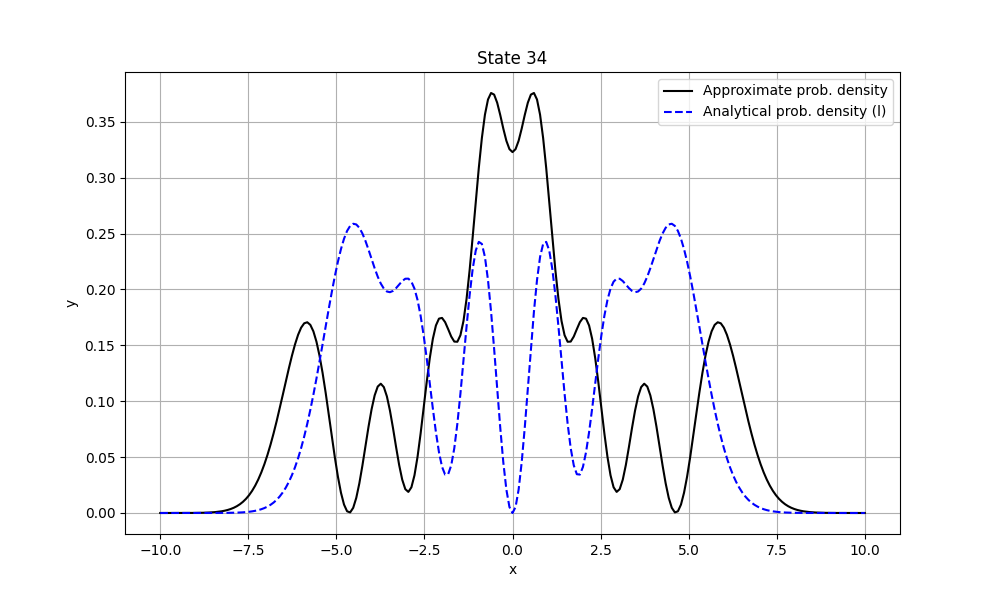 State 34
Approximate prob. density
Analytical prob. density (l)
y
0.35
0.30
0.25
0.20
0.15
0.10
0.05
0.00
−10.0 −7.5 −5.0 −2.5 0.0 2.5 5.0 7.5 10.0
x